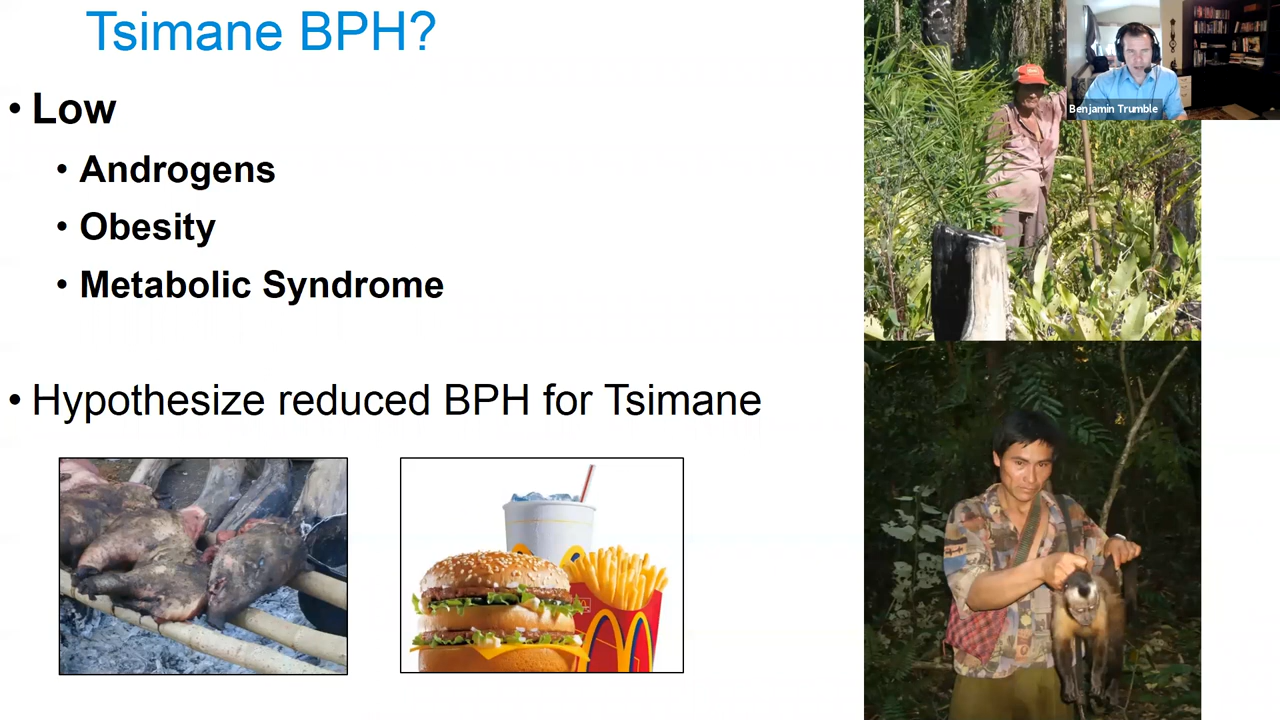 Tsimane BPH?
• Low
• Androgens
• Obesity
• Metabolic Syndrome
• Hypothesize reduced BPH for Tsimane
Benjamin Trumble